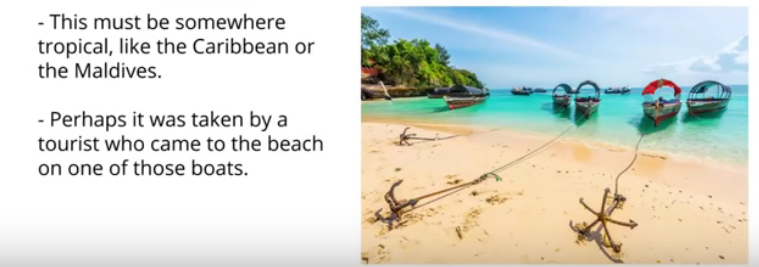 - This must be somewhere
tropical, like the Caribbean or
the Maldives.
- Perhaps it was taken by a
tourist who came to the beach
on one of those boats.